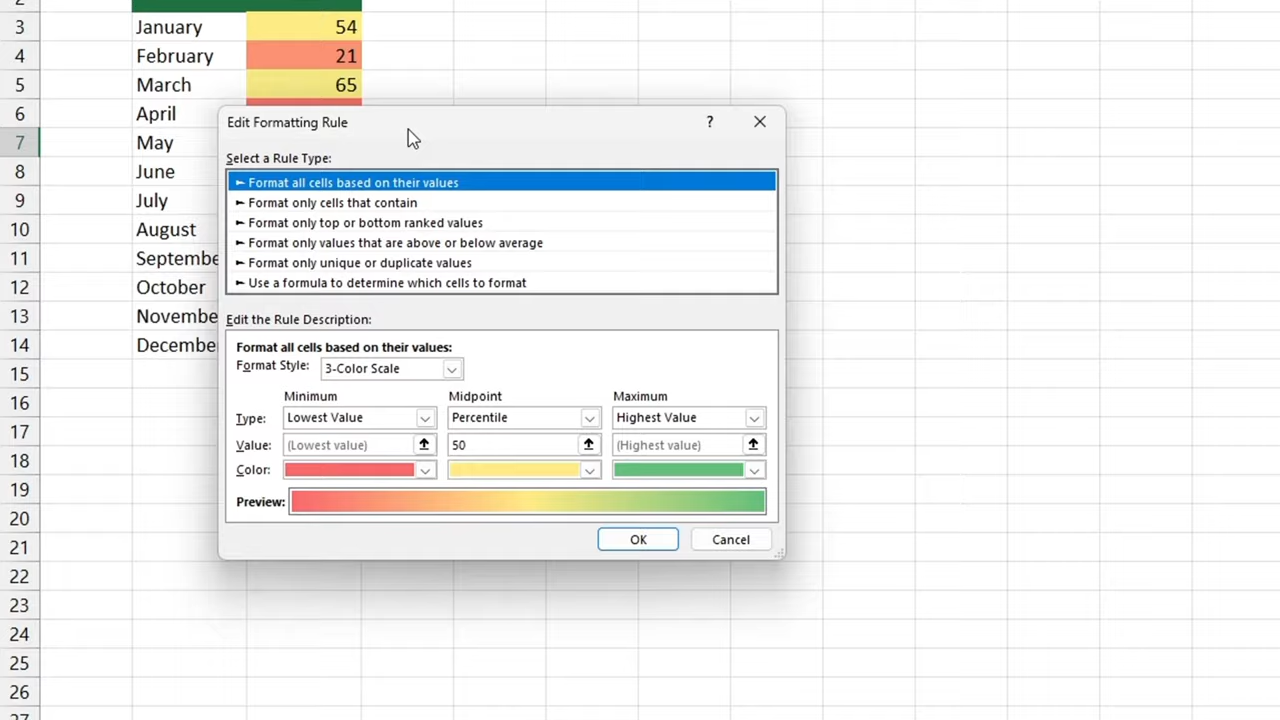 2
3 January 54
4 February 21
5 March 65
6 April
7 May
8 June
9 July
10 August
11 Septembe
12 October
13 Novembe
14 Decembe
15
16
17
18
19
20
21
22
23
24
25
26
27
Edit Formatting Rule ?
Select a Rule Type:
► Format all cells based on their values
► Format only cells that contain
► Format only top or bottom ranked values
► Format only values that are above or below average
► Format only unique or duplicate values
► Use a formula to determine which cells to format
Edit the Rule Description:
Format all cells based on their values:
Format Style: 3-Color Scale
Minimum Midpoint Maximum
Type: Lowest Value Percentile Highest Value
Value: (Lowest value) 50 (Highest value)
Color:
Preview:
OK Cancel